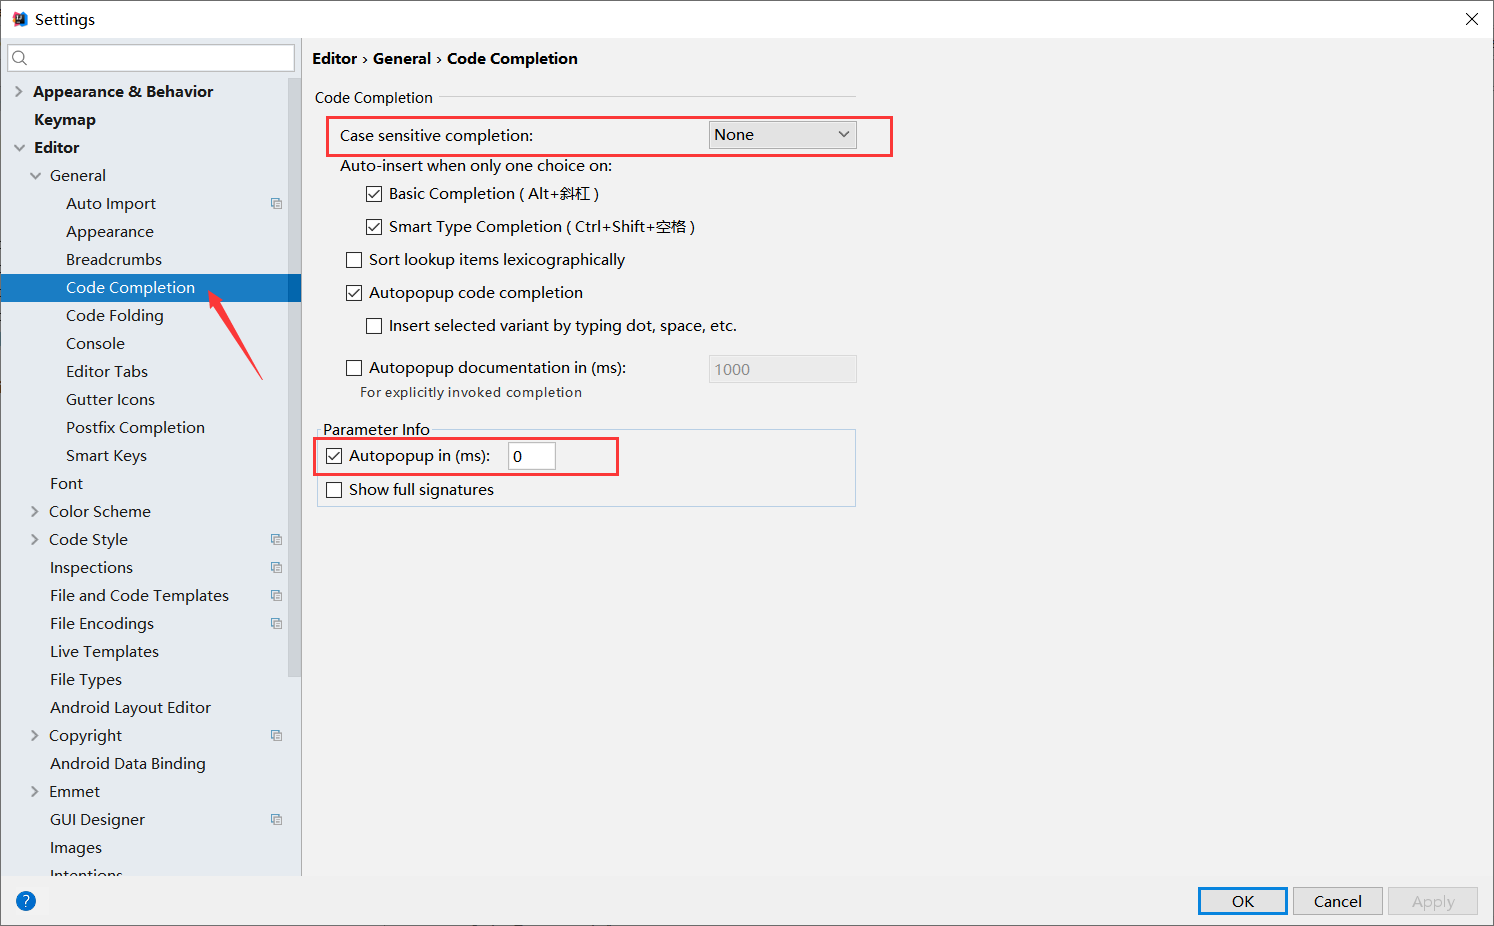 Settings
Appearance & Behavior
Keymap
Editor
General
Auto Import
Appearance
Breadcrumbs
Code Completion
Code Folding
Console
Editor Tabs
Gutter Icons
Postfix Completion
Smart Keys
Font
Color Scheme
Code Style
Inspections
File and Code Templates
File Encodings
Live Templates
File Types
Android Layout Editor
Copyright
Android Data Binding
Emmet
GUI Designer
Images
Intentions
Editor › General › Code Completion
Code Completion
Case sensitive completion: None
Auto-insert when only one choice on:
Basic Completion ( Alt+斜杠 )
Smart Type Completion ( Ctrl+Shift+空格 )
Sort lookup items lexicographically
Autopopup code completion
Insert selected variant by typing dot, space, etc.
Autopopup documentation in (ms): 1000
For explicitly invoked completion
Parameter Info
Autopopup in (ms): 0
Show full signatures
?
OK Cancel Apply